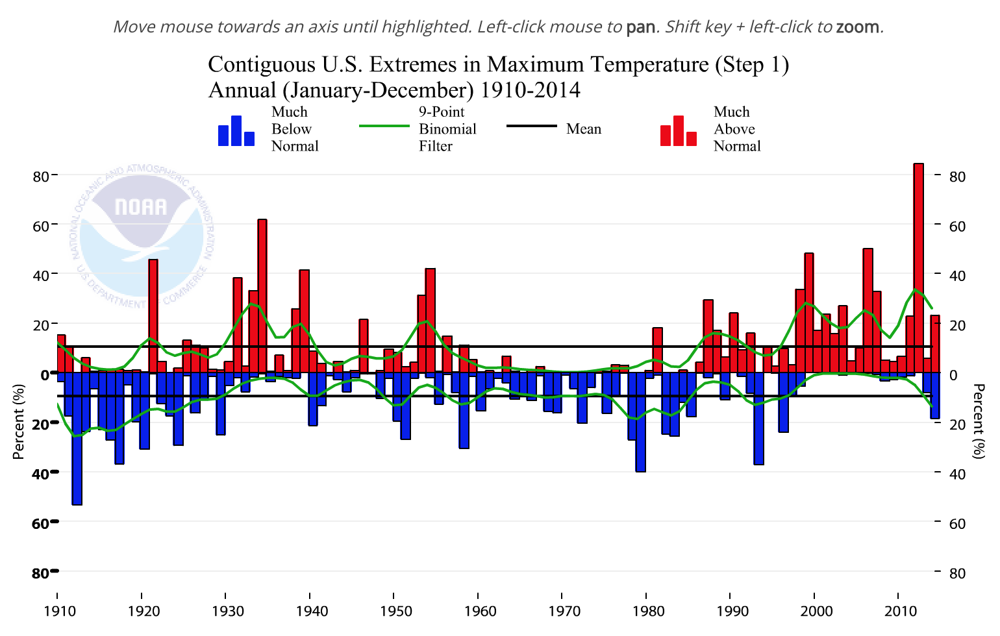 Move mouse towards an axis until highlighted. Left-click mouse to pan. Shift key + left-click to zoom.
Contiguous U.S. Extremes in Maximum Temperature (Step 1)
Annual (January-December) 1910-2014
Much
Below
Normal
9-Point
Binomial
Filter
Mean
Much
Above
Normal
NATIONAL OCEANIC AND ATMOSPHERIC ADMINISTRATION
NOAA
U.S. DEPARTMENT OF COMMERCE
Percent (%)
80
60
40
20
0
20
40
60
80
80
60
40
20
0
20
40
60
80
Percent (%)
1910 1920 1930 1940 1950 1960 1970 1980 1990 2000 2010